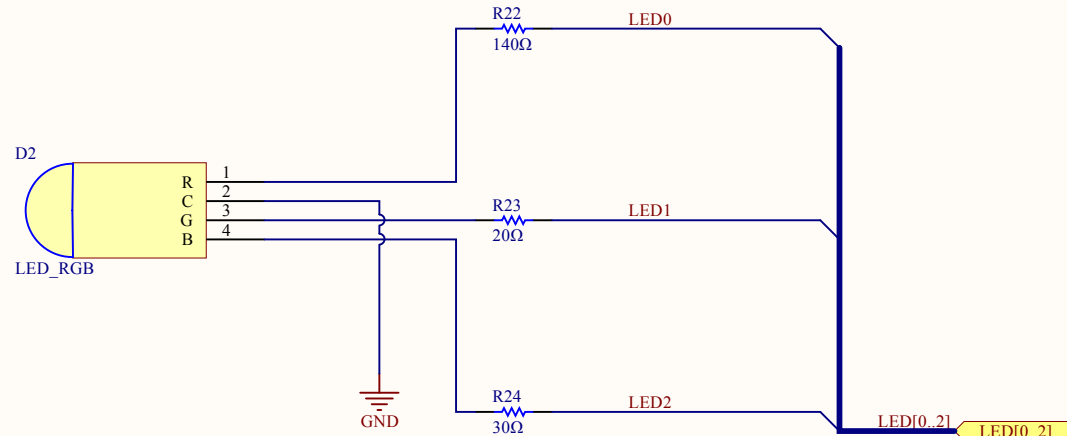 R22
LED0
140Ω
D2
1
R
2
C
3
G
4
B
R23
LED1
20Ω
LED_RGB
R24
LED2
30Ω
GND
LED[0..2]
LED[0..2]